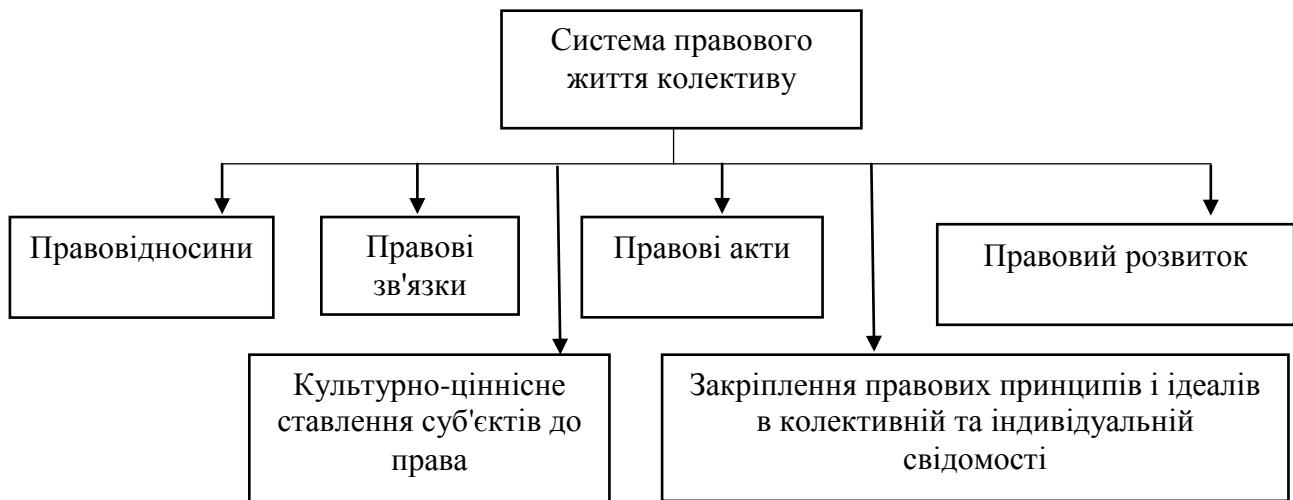 Система правового
життя колективу
Правовідносини
Правові
зв'язки
Правові акти
Правовий розвиток
Культурно-ціннісне
ставлення суб'єктів до
права
Закріплення правових принципів і ідеалів
в колективній та індивідуальній
свідомості